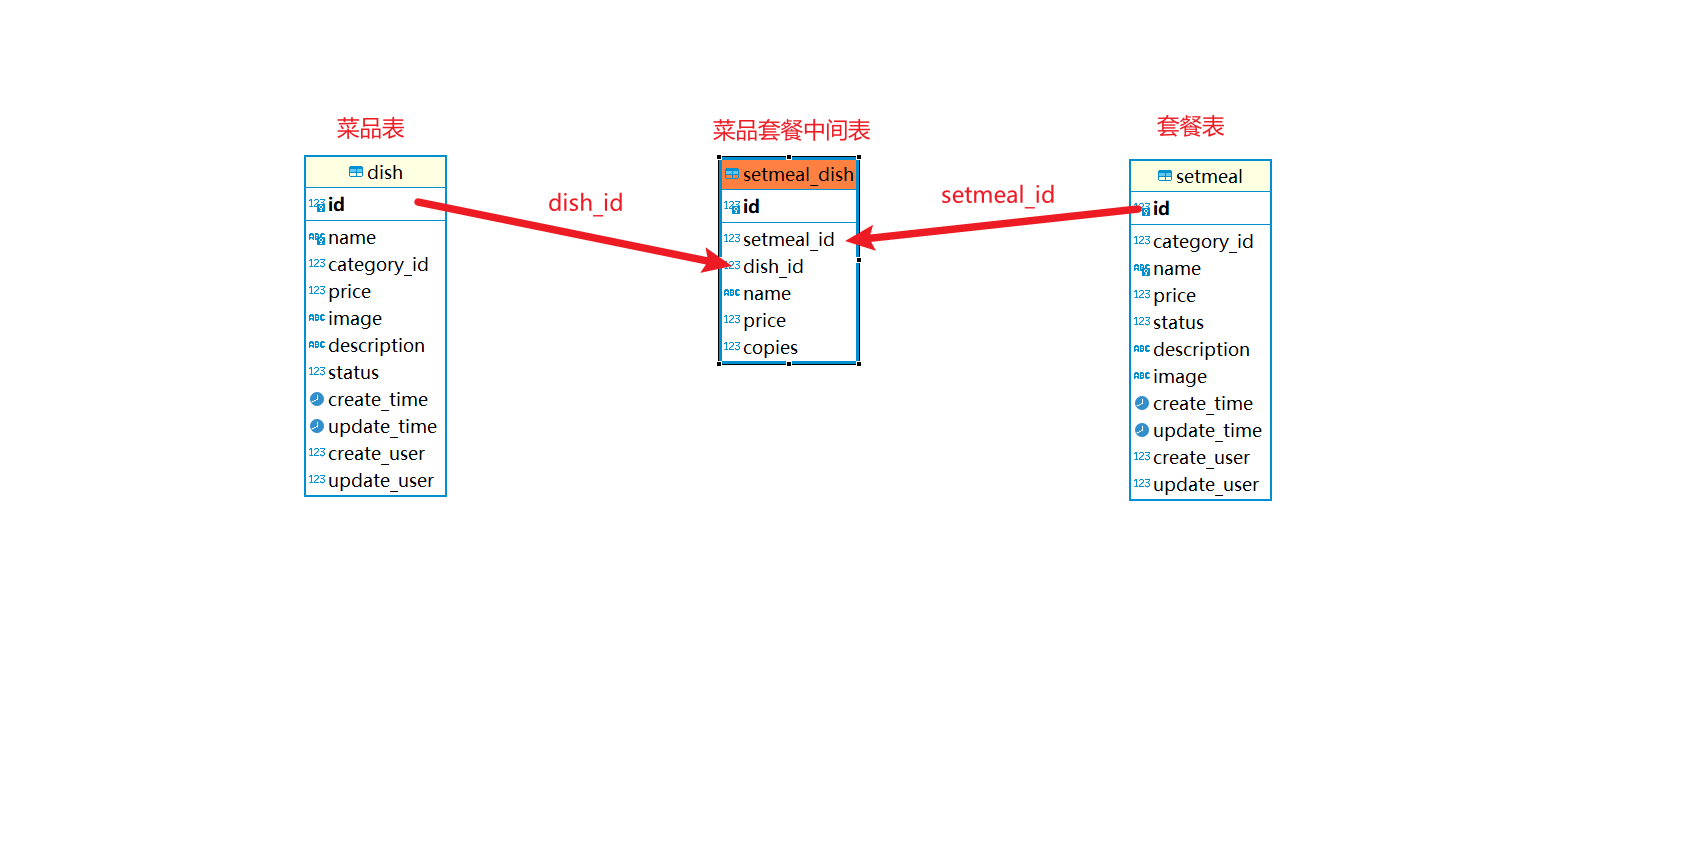 菜品表
dish
id
name
category_id
price
image
description
status
create_time
update_time
create_user
update_user
dish_id
菜品套餐中间表
setmeal_dish
id
setmeal_id
dish_id
name
price
copies
setmeal_id
套餐表
setmeal
id
category_id
name
price
status
description
image
create_time
update_time
create_user
update_user